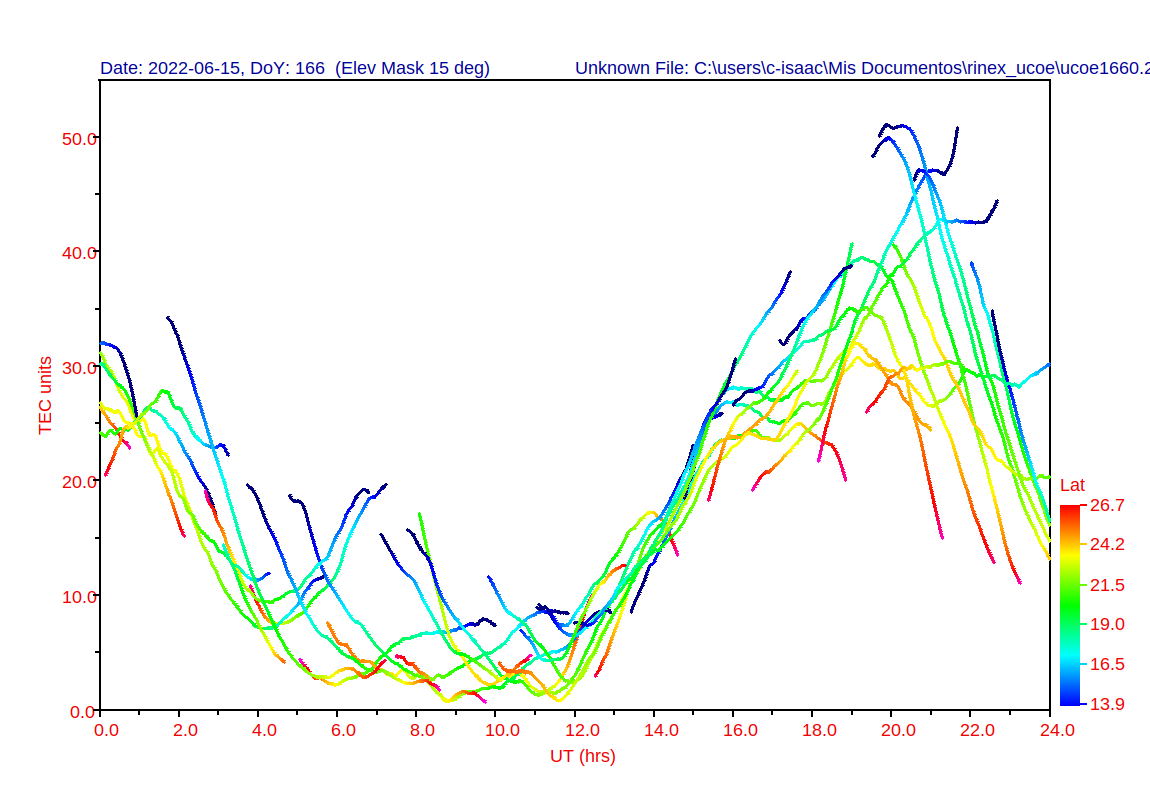 Date: 2022-06-15, DoY: 166  (Elev Mask 15 deg) Unknown File: C:\users\c-isaac\Mis Documentos\rinex_ucoe\ucoe1660.2
50.0
40.0
30.0
20.0
10.0
0.0
TEC units
0.0 2.0 4.0 6.0 8.0 10.0 12.0 14.0 16.0 18.0 20.0 22.0 24.0
UT (hrs)
Lat
26.7
24.2
21.5
19.0
16.5
13.9